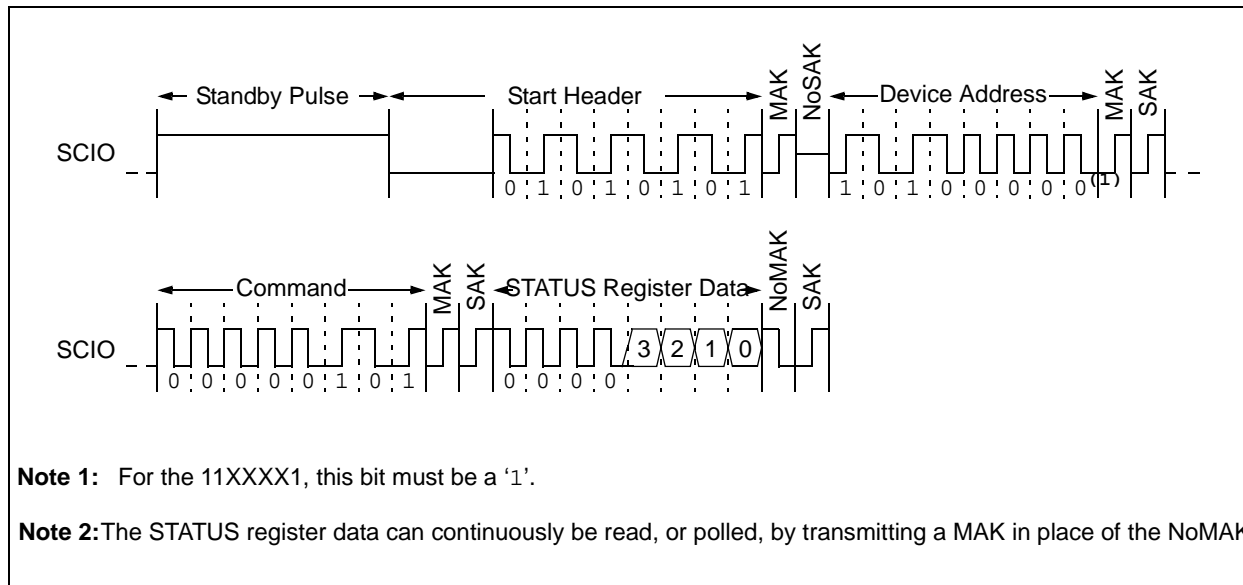 Standby Pulse Start Header MAK NoSAK Device Address MAK SAK
SCIO
0 1 0 1 0 1 0 1 1 0 1 0 0 0 0 0(1)
Command MAK SAK STATUS Register Data NoMAK SAK
SCIO 3 2 1 0
0 0 0 0 0 1 0 1 0 0 0 0
Note 1: For the 11XXXX1, this bit must be a ‘1’.
Note 2:The STATUS register data can continuously be read, or polled, by transmitting a MAK in place of the NoMAK